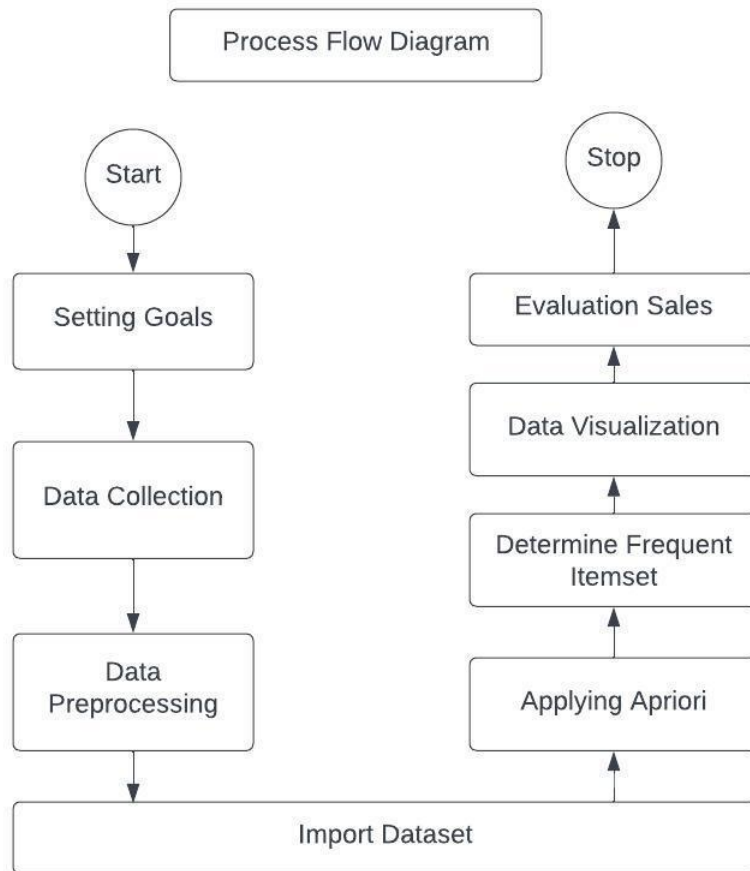 Process Flow Diagram
Start
Setting Goals
Data Collection
Data
Preprocessing
Import Dataset
Applying Apriori
Determine Frequent
Itemset
Data Visualization
Evaluation Sales
Stop